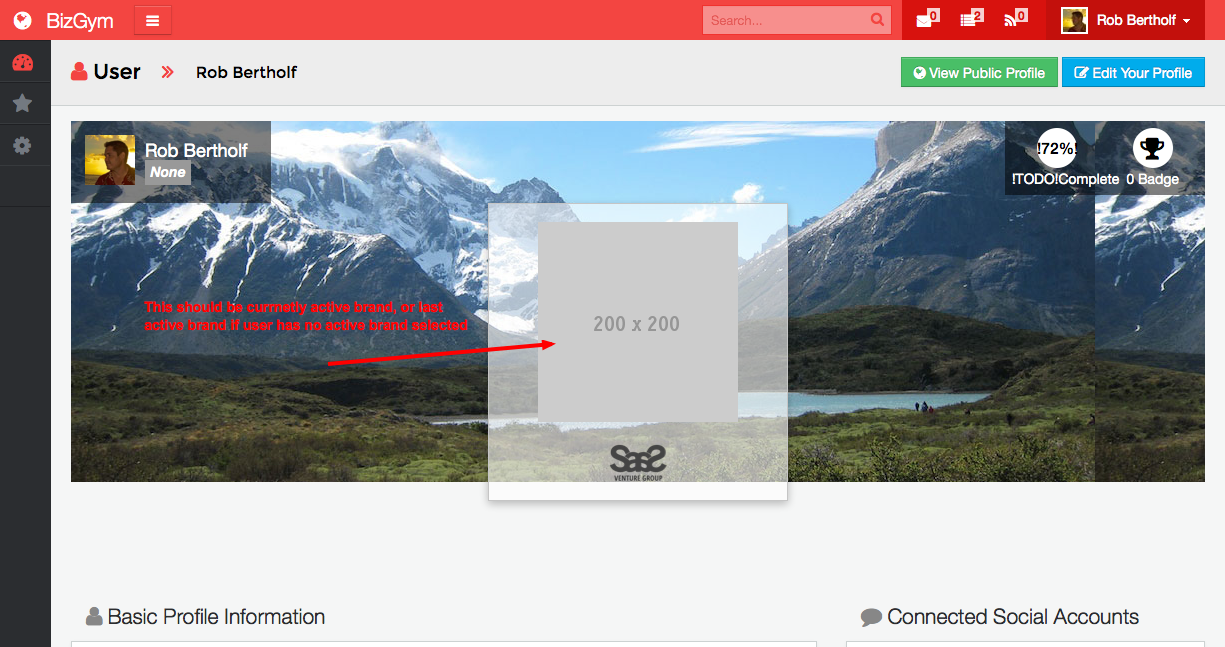 BizGym
Search...
0
2
0
Rob Bertholf
User
Rob Bertholf
View Public Profile
Edit Your Profile
Rob Bertholf
None
!72%!
!TODO!Complete
0 Badge
This should be currnetly active brand, or last
active brand if user has no active brand selected
200 x 200
SaaS
VENTURE GROUP
Basic Profile Information
Connected Social Accounts